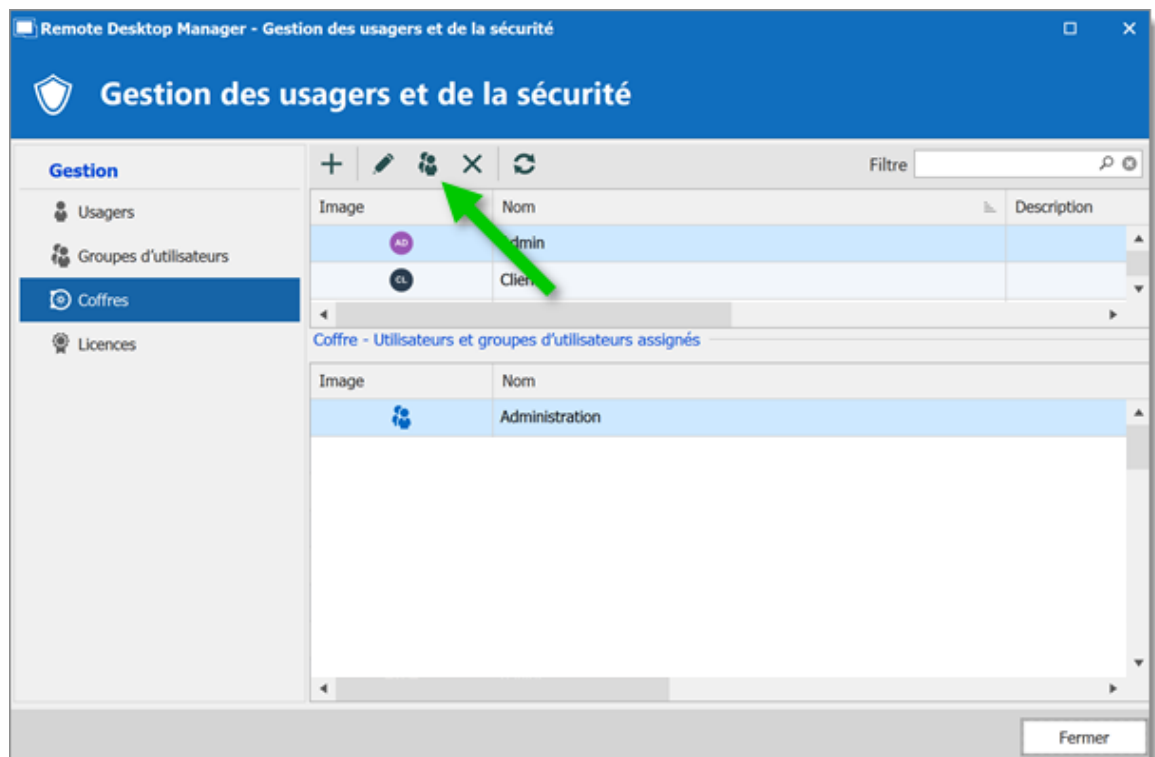 Remote Desktop Manager - Gestion des usagers et de la sécurité
Gestion des usagers et de la sécurité
Gestion
Filtre
Usagers
Groupes d'utilisateurs
Coffres
Licences
Image Nom Description
AD
CL
Coffre - Utilisateurs et groupes d'utilisateurs assignés
Image Nom
Administration
Fermer